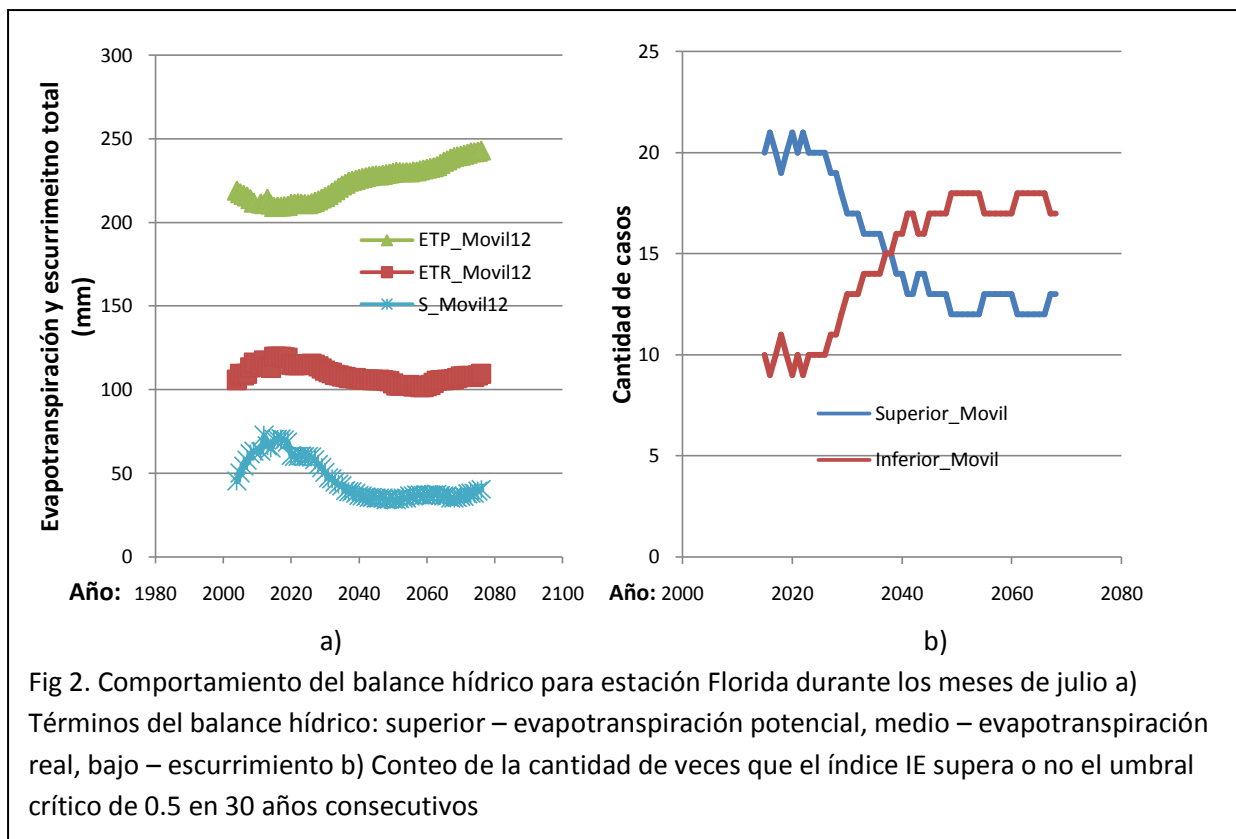 300
250
200
150
100
50
0
Evapotranspiración y escurrimeitno total
(mm)
ETP_Movil12
ETR_Movil12
S_Movil12
Año: 1980 2000 2020 2040 2060 2080 2100
a)
25
20
15
10
5
0
Cantidad de casos
Superior_Movil
Inferior_Movil
Año: 2000 2020 2040 2060 2080
b)
Fig 2. Comportamiento del balance hídrico para estación Florida durante los meses de julio a)
Términos del balance hídrico: superior – evapotranspiración potencial, medio – evapotranspiración
real, bajo – escurrimiento b) Conteo de la cantidad de veces que el índice IE supera o no el umbral
crítico de 0.5 en 30 años consecutivos